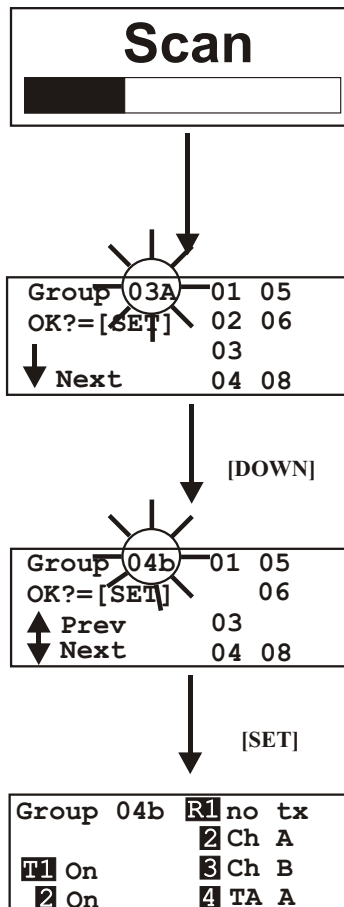 Scan
Group 03A 01 05
OK?=[SET] 02 06
03
Next 04 08
[DOWN]
Group 04b 01 05
OK?=[SET] 06
Prev 03
Next 04 08
[SET]
Group 04b R1 no tx
2 Ch A
T1 On 3 Ch B
2 On 4 TA A